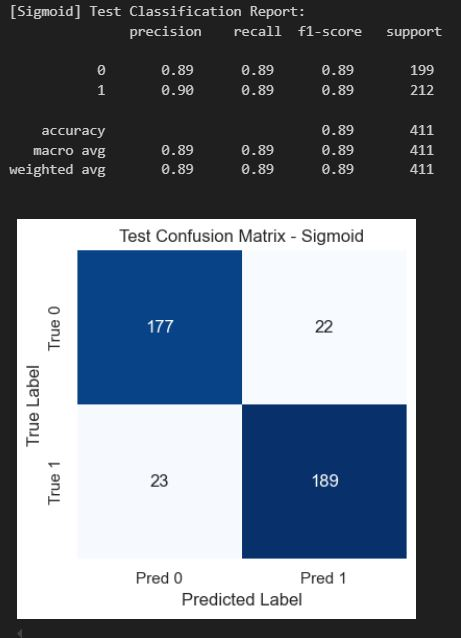 [Sigmoid] Test Classification Report:
precision recall f1-score support
0 0.89 0.89 0.89 199
1 0.90 0.89 0.89 212
accuracy 0.89 411
macro avg 0.89 0.89 0.89 411
weighted avg 0.89 0.89 0.89 411
Test Confusion Matrix - Sigmoid
True Label
True 0
177 22
True 1
23 189
Pred 0 Pred 1
Predicted Label